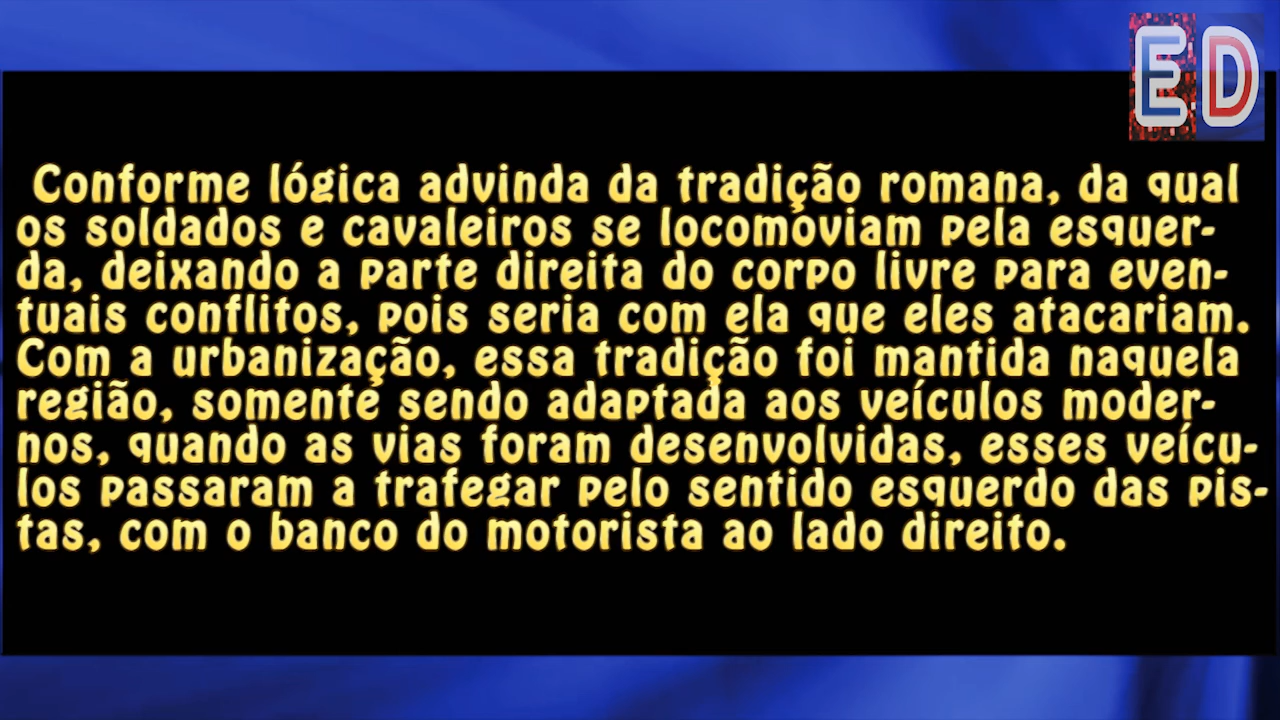 ED
Conforme lógica advinda da tradição romana, da qual
os soldados e cavaleiros se locomoviam pela esquer-
da, deixando a parte direita do corpo livre para even-
tuais conflitos, pois seria com ela que eles atacariam.
Com a urbanização, essa tradição foi mantida naquela
região, somente sendo adaptada aos veículos moder-
nos, quando as vias foram desenvolvidas, esses veícu-
los passaram a trafegar pelo sentido esquerdo das pis-
tas, com o banco do motorista ao lado direito.